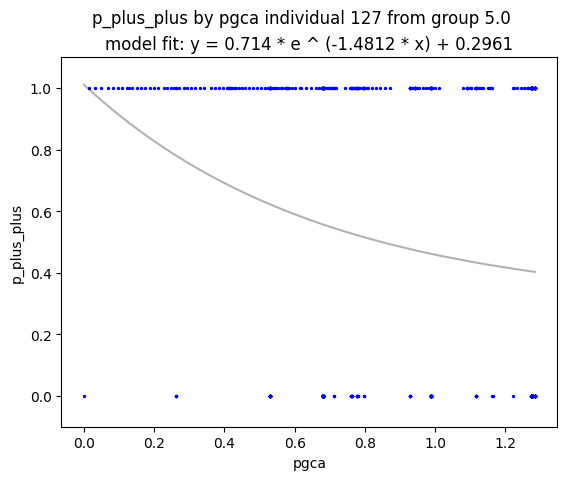 p_plus_plus by pgca individual 127 from group 5.0
model fit: y = 0.714 * e ^ (-1.4812 * x) + 0.2961
1.0
0.8
0.6
0.4
0.2
0.0
p_plus_plus
0.0 0.2 0.4 0.6 0.8 1.0 1.2
pgca